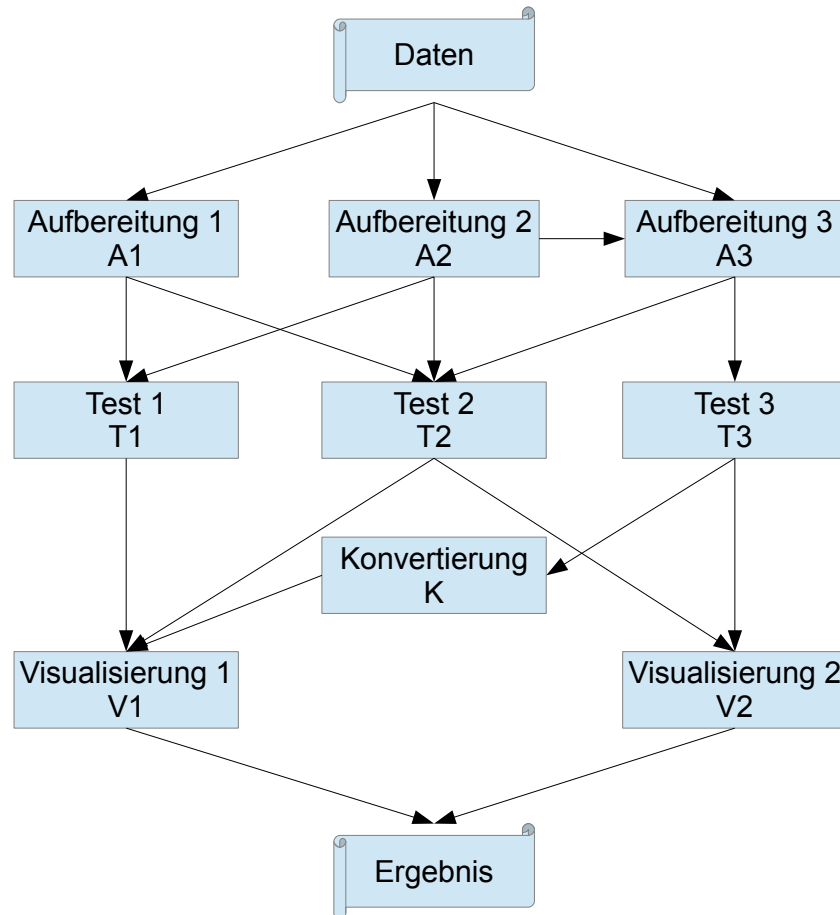 Daten
Aufbereitung 1
A1
Aufbereitung 2
A2
Aufbereitung 3
A3
Test 1
T1
Test 2
T2
Test 3
T3
Konvertierung
K
Visualisierung 1
V1
Visualisierung 2
V2
Ergebnis